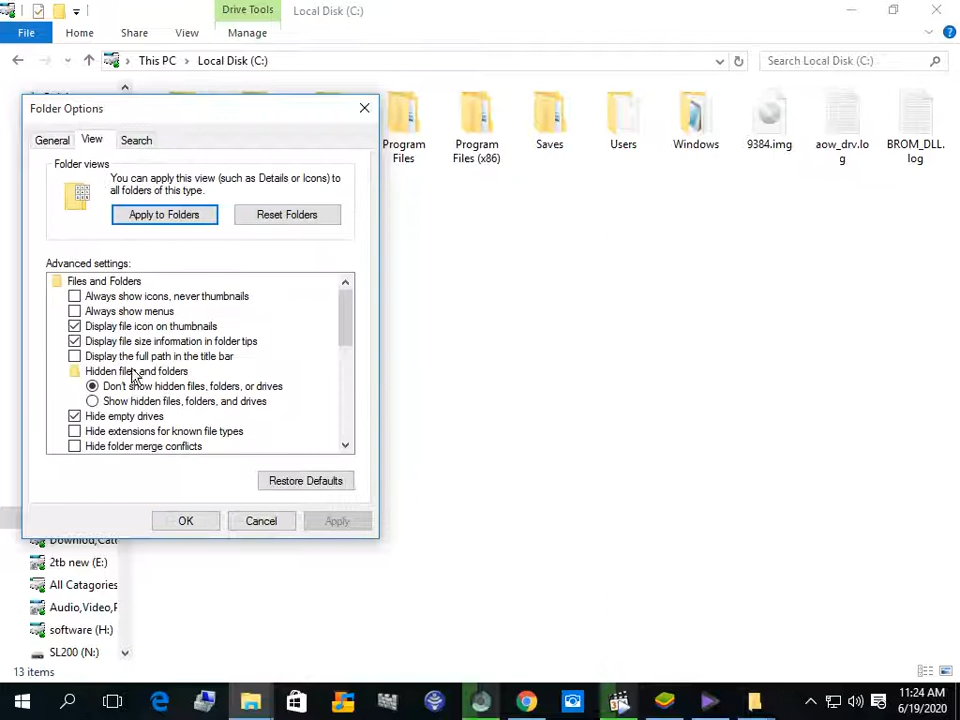 Drive Tools
Local Disk (C:)
File
Home
Share
View
Manage
This PC
Local Disk (C:)
Search Local Disk (C:)
Folder Options
General
View
Search
Folder views
You can apply this view (such as Details or Icons) to
all folders of this type.
Apply to Folders
Reset Folders
Advanced settings:
Files and Folders
Always show icons, never thumbnails
Always show menus
Display file icon on thumbnails
Display file size information in folder tips
Display the full path in the title bar
Hidden files and folders
Don't show hidden files, folders, or drives
Show hidden files, folders, and drives
Hide empty drives
Hide extensions for known file types
Hide folder merge conflicts
Restore Defaults
OK
Cancel
Apply
Program
Files
Program
Files (x86)
Saves
Users
Windows
9384.img
aow_drv.lo
g
BROM_DLL.
log
2tb new (E:)
All Catagories
Audio,Video,F
software (H:)
SL200 (N:)
13 items
11:24 AM
6/19/2020